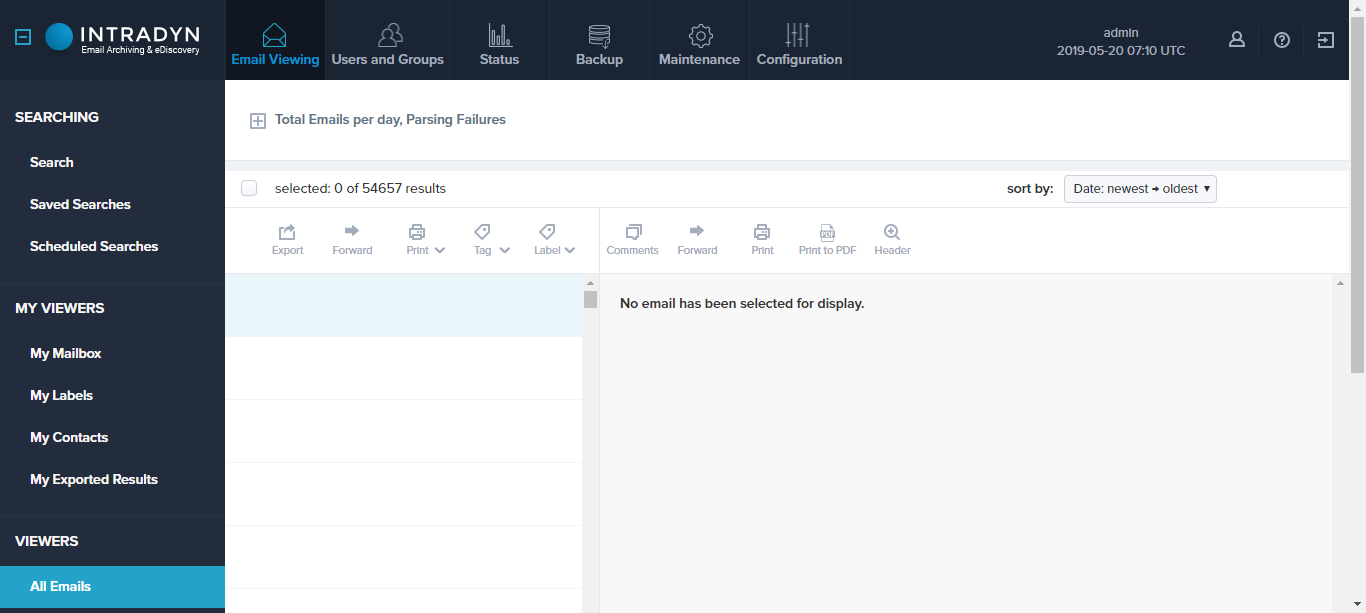 INTRADYN
Email Archiving & eDiscovery
Email Viewing
Users and Groups
Status
Backup
Maintenance
Configuration
admin
2019-05-20 07:10 UTC
SEARCHING
Search
Saved Searches
Scheduled Searches
MY VIEWERS
My Mailbox
My Labels
My Contacts
My Exported Results
VIEWERS
All Emails
Total Emails per day, Parsing Failures
selected: 0 of 54657 results
sort by:
Date: newest → oldest
Export
Forward
Print
Tag
Label
Comments
Forward
Print
PDF
Print to PDF
Header
No email has been selected for display.